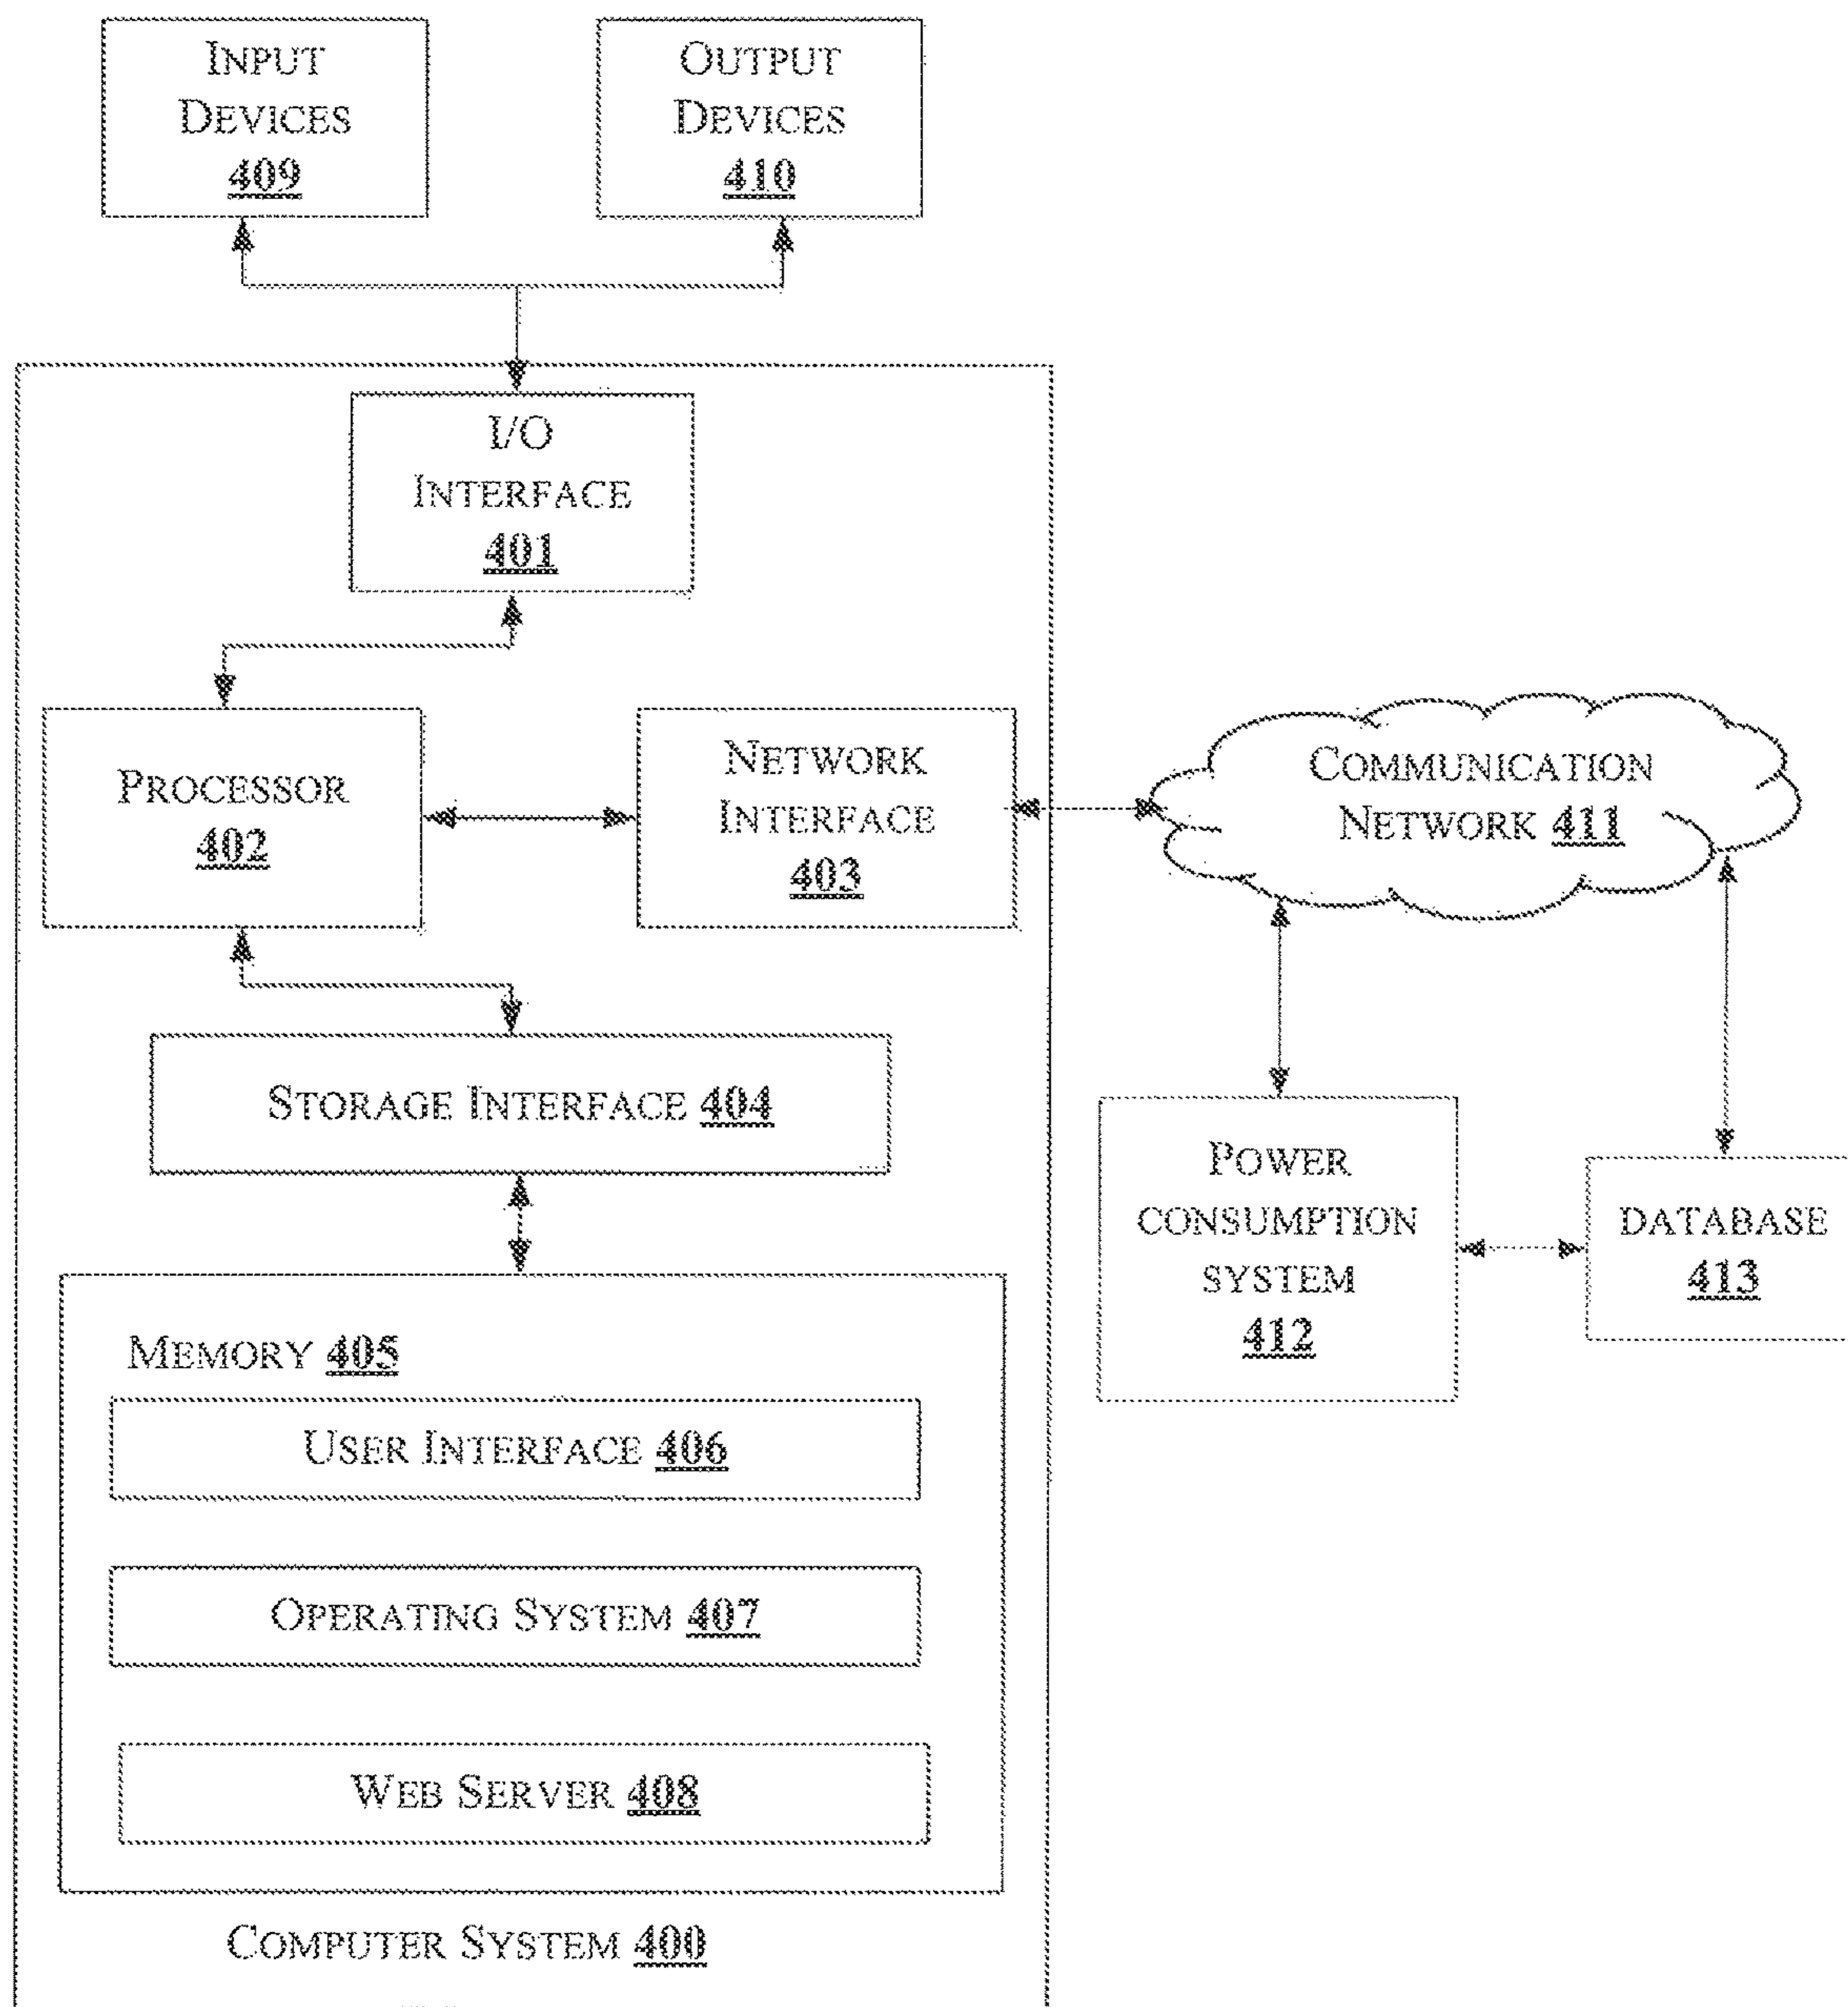 INPUT
DEVICES
409
OUTPUT
DEVICES
410
I/O
INTERFACE
401
PROCESSOR
402
NETWORK
INTERFACE
403
COMMUNICATION
NETWORK 411
STORAGE INTERFACE 404
POWER
CONSUMPTION
SYSTEM
412
DATABASE
413
MEMORY 405
USER INTERFACE 406
OPERATING SYSTEM 407
WEB SERVER 408
COMPUTER SYSTEM 400